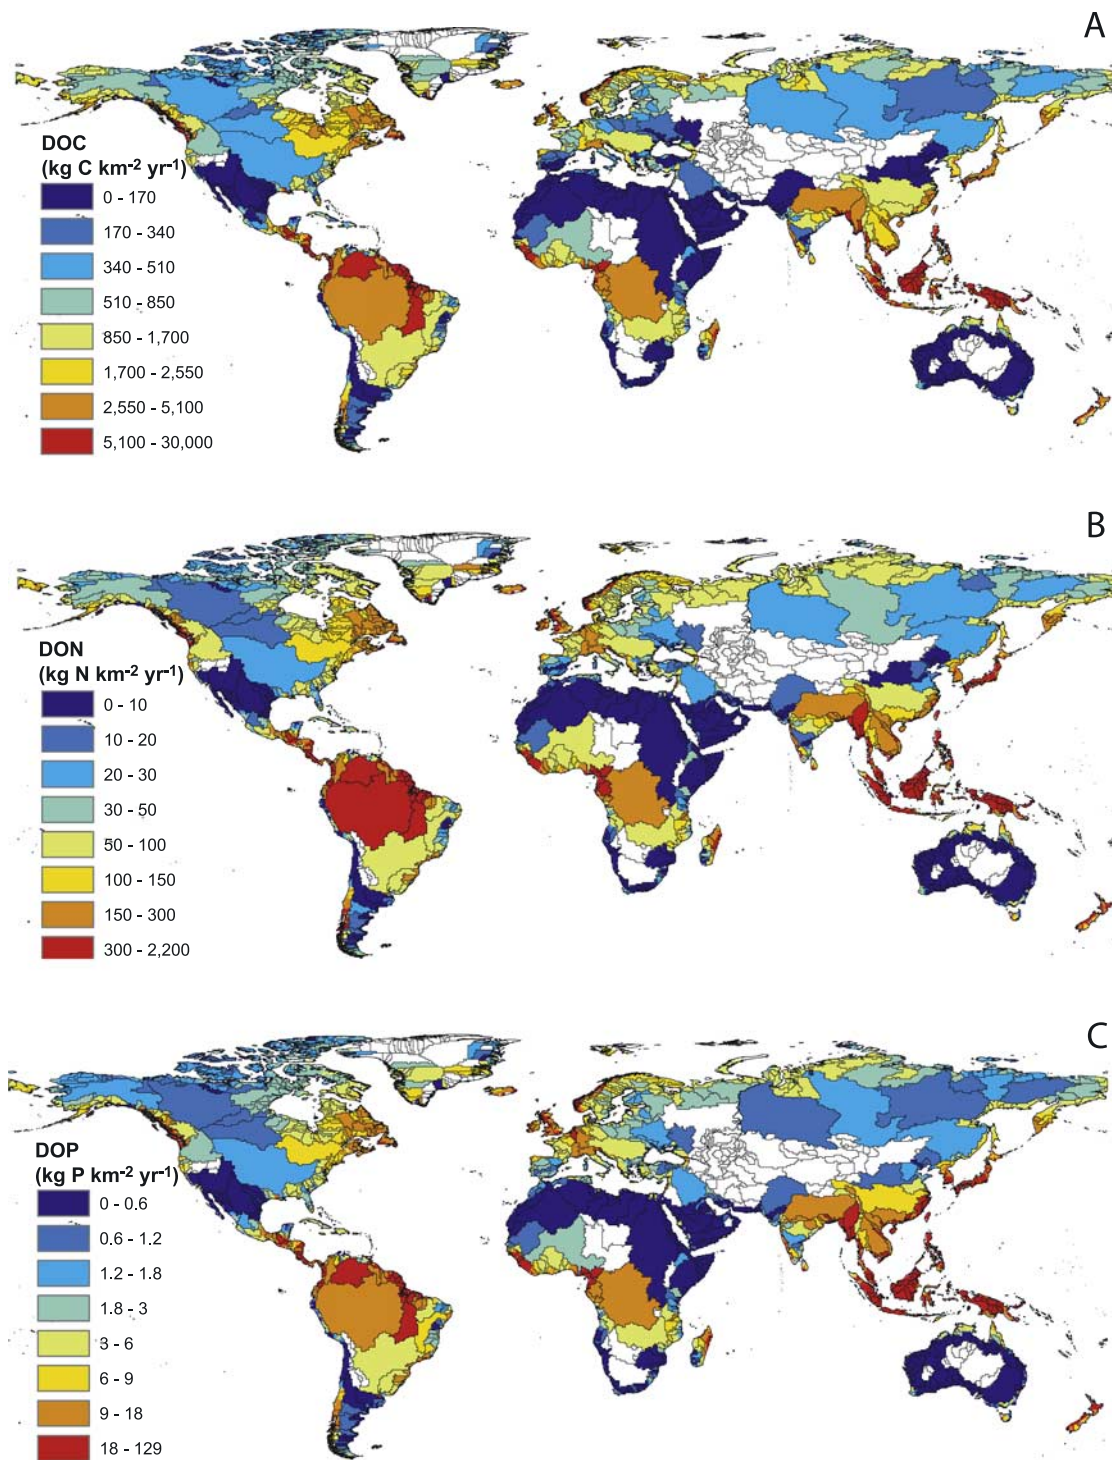 A
DOC
(kg C km-2 yr-1)
0 - 170
170 - 340
340 - 510
510 - 850
850 - 1,700
1,700 - 2,550
2,550 - 5,100
5,100 - 30,000
B
DON
(kg N km-2 yr-1)
0 - 10
10 - 20
20 - 30
30 - 50
50 - 100
100 - 150
150 - 300
300 - 2,200
C
DOP
(kg P km-2 yr-1)
0 - 0.6
0.6 - 1.2
1.2 - 1.8
1.8 - 3
3 - 6
6 - 9
9 - 18
18 - 129